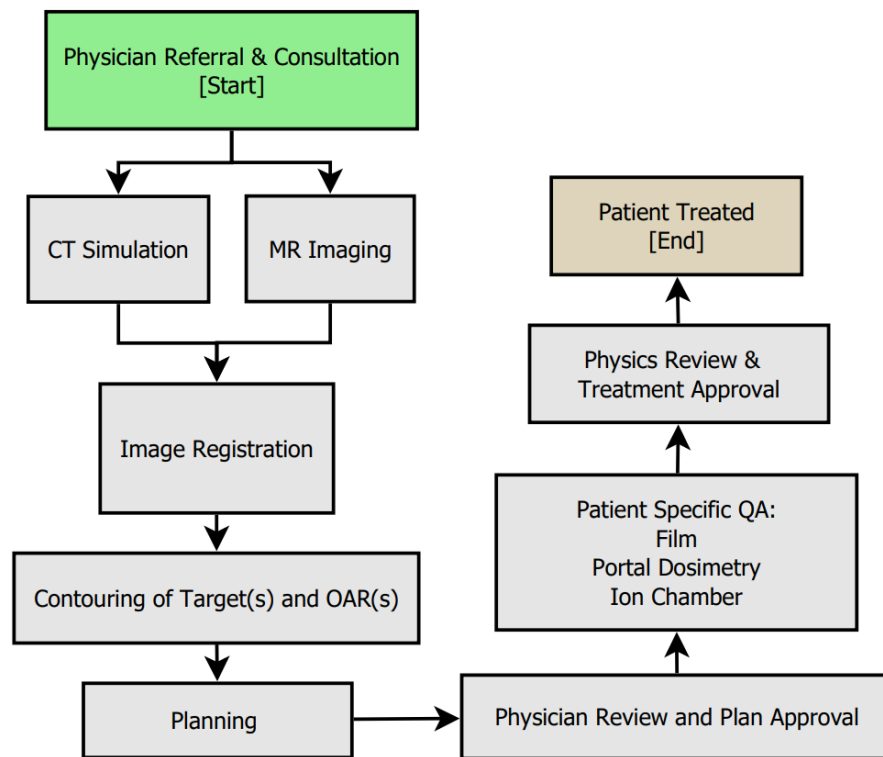 Physician Referral & Consultation
[Start]
CT Simulation
MR Imaging
Image Registration
Contouring of Target(s) and OAR(s)
Planning
Physician Review and Plan Approval
Patient Specific QA:
Film
Portal Dosimetry
Ion Chamber
Physics Review &
Treatment Approval
Patient Treated
[End]